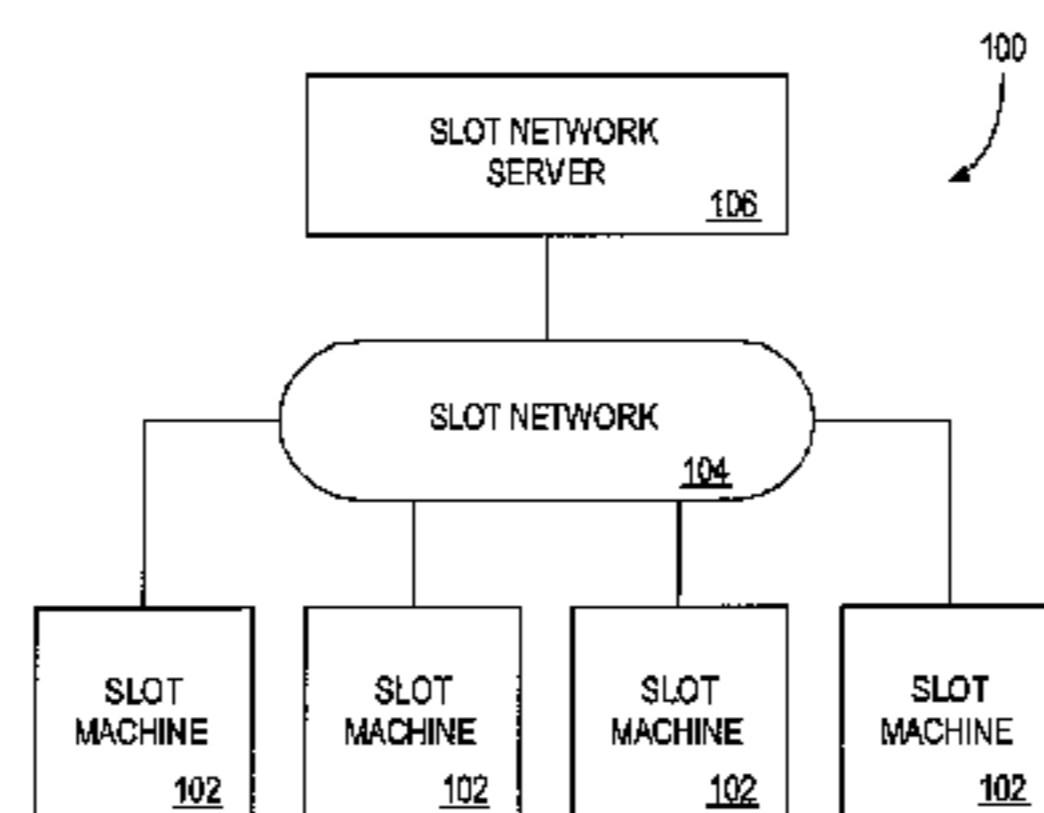 100
SLOT NETWORK
SERVER
106
SLOT NETWORK
104
SLOT
MACHINE
102
SLOT
MACHINE
102
SLOT
MACHINE
102
SLOT
MACHINE
102